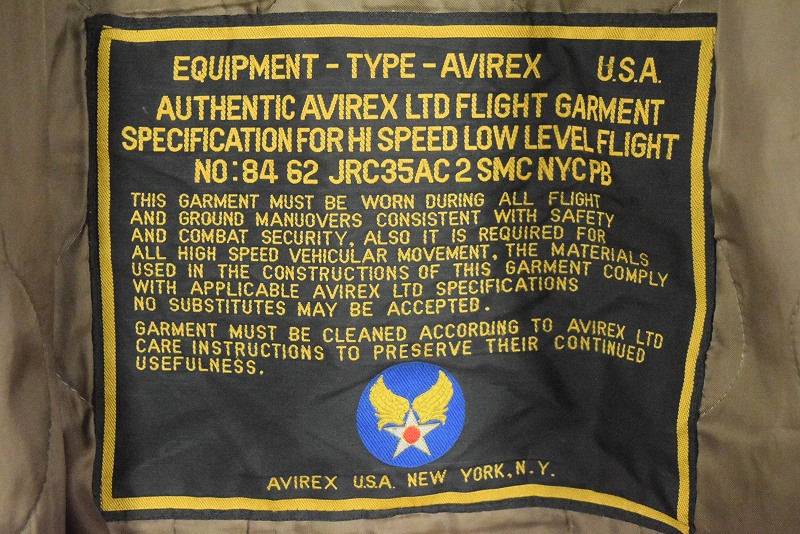 EQUIPMENT - TYPE - AVIREX U.S.A.
AUTHENTIC AVIREX LTD FLIGHT GARMENT
SPECIFICATION FOR HI SPEED LOW LEVEL FLIGHT
NO: 84 62 JRC35AC 2 SMC NYC PB
THIS GARMENT MUST BE WORN DURING ALL FLIGHT
AND GROUND MANUOVERS CONSISTENT WITH SAFETY
AND COMBAT SECURITY, ALSO IT IS REQUIRED FOR
ALL HIGH SPEED VEHICULAR MOVEMENT, THE MATERIALS
USED IN THE CONSTRUCTIONS OF THIS GARMENT COMPLY
WITH APPLICABLE AVIREX LTD SPECIFICATIONS
NO SUBSTITUTES MAY BE ACCEPTED.
GARMENT MUST BE CLEANED ACCORDING TO AVIREX LTD
CARE INSTRUCTIONS TO PRESERVE THEIR CONTINUED
USEFULNESS.
AVIREX U.S.A. NEW YORK, N.Y.